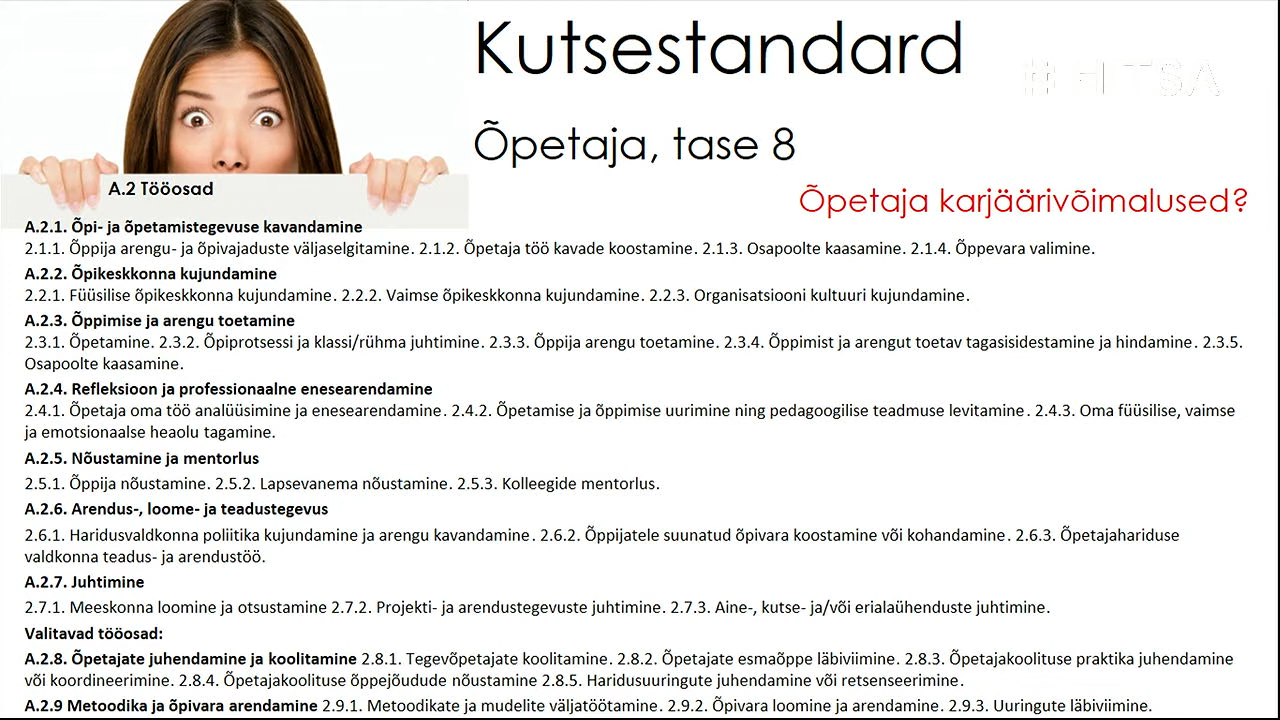 Kutsestandard
# HITSA
Õpetaja, tase 8
A.2 Tööosad
Õpetaja karjäärivõimalused?
A.2.1. Õpi- ja õpetamistegevuse kavandamine
2.1.1. Õppija arengu- ja õpivajaduste väljaselgitamine. 2.1.2. Õpetaja töö kavade koostamine. 2.1.3. Osapoolte kaasamine. 2.1.4. Õppevara valimine.
A.2.2. Õpikeskkonna kujundamine
2.2.1. Füüsilise õpikeskkonna kujundamine. 2.2.2. Vaimse õpikeskkonna kujundamine. 2.2.3. Organisatsiooni kultuuri kujundamine.
A.2.3. Õppimise ja arengu toetamine
2.3.1. Õpetamine. 2.3.2. Õpiprotsessi ja klassi/rühma juhtimine. 2.3.3. Õppija arengu toetamine. 2.3.4. Õppimist ja arengut toetav tagasisidestamine ja hindamine. 2.3.5.
Osapoolte kaasamine.
A.2.4. Refleksioon ja professionaalne enesearendamine
2.4.1. Õpetaja oma töö analüüsimine ja enesearendamine. 2.4.2. Õpetamise ja õppimise uurimine ning pedagoogilise teadmuse levitamine. 2.4.3. Oma füüsilise, vaimse
ja emotsionaalse heaolu tagamine.
A.2.5. Nõustamine ja mentorlus
2.5.1. Õppija nõustamine. 2.5.2. Lapsevanema nõustamine. 2.5.3. Kolleegide mentorlus.
A.2.6. Arendus-, loome- ja teadustegevus
2.6.1. Haridusvaldkonna poliitika kujundamine ja arengu kavandamine. 2.6.2. Õppijatele suunatud õpivara koostamine või kohandamine. 2.6.3. Õpetajahariduse
valdkonna teadus- ja arendustöö.
A.2.7. Juhtimine
2.7.1. Meeskonna loomine ja otsustamine 2.7.2. Projekti- ja arendustegevuste juhtimine. 2.7.3. Aine-, kutse- ja/või erialaühenduste juhtimine.
Valitavad tööosad:
A.2.8. Õpetajate juhendamine ja koolitamine 2.8.1. Tegevõpetajate koolitamine. 2.8.2. Õpetajate esmaõppe läbiviimine. 2.8.3. Õpetajakoolituse praktika juhendamine
või koordineerimine. 2.8.4. Õpetajakoolituse õppejõudude nõustamine 2.8.5. Haridusuuringute juhendamine või retsenseerimine.
A.2.9 Metoodika ja õpivara arendamine 2.9.1. Metoodikate ja mudelite väljatöötamine. 2.9.2. Õpivara loomine ja arendamine. 2.9.3. Uuringute läbiviimine.